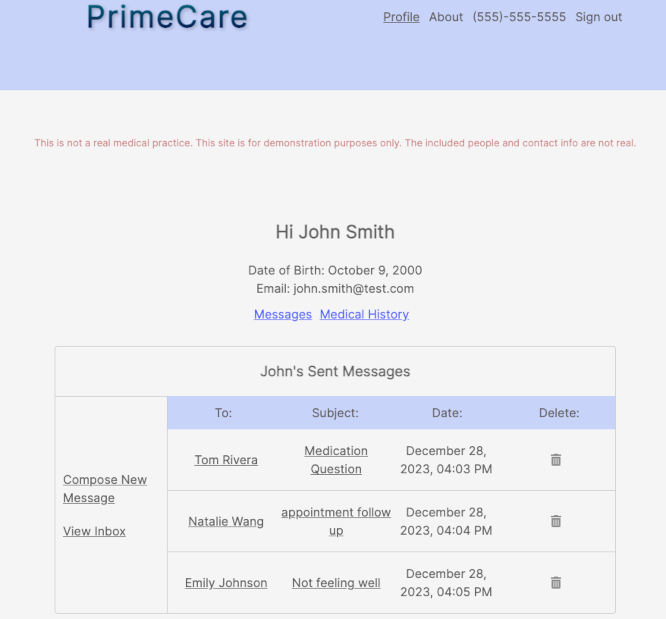 PrimeCare
Profile About (555)-555-5555 Sign out
This is not a real medical practice. This site is for demonstration purposes only. The included people and contact info are not real.
Hi John Smith
Date of Birth: October 9, 2000
Email: john.smith@test.com
Messages Medical History
John's Sent Messages
Compose New
Message
View Inbox
To: Subject: Date: Delete:
Tom Rivera
Medication
Question
December 28,
2023, 04:03 PM
Natalie Wang
appointment follow
up
December 28,
2023, 04:04 PM
Emily Johnson
Not feeling well
December 28,
2023, 04:05 PM